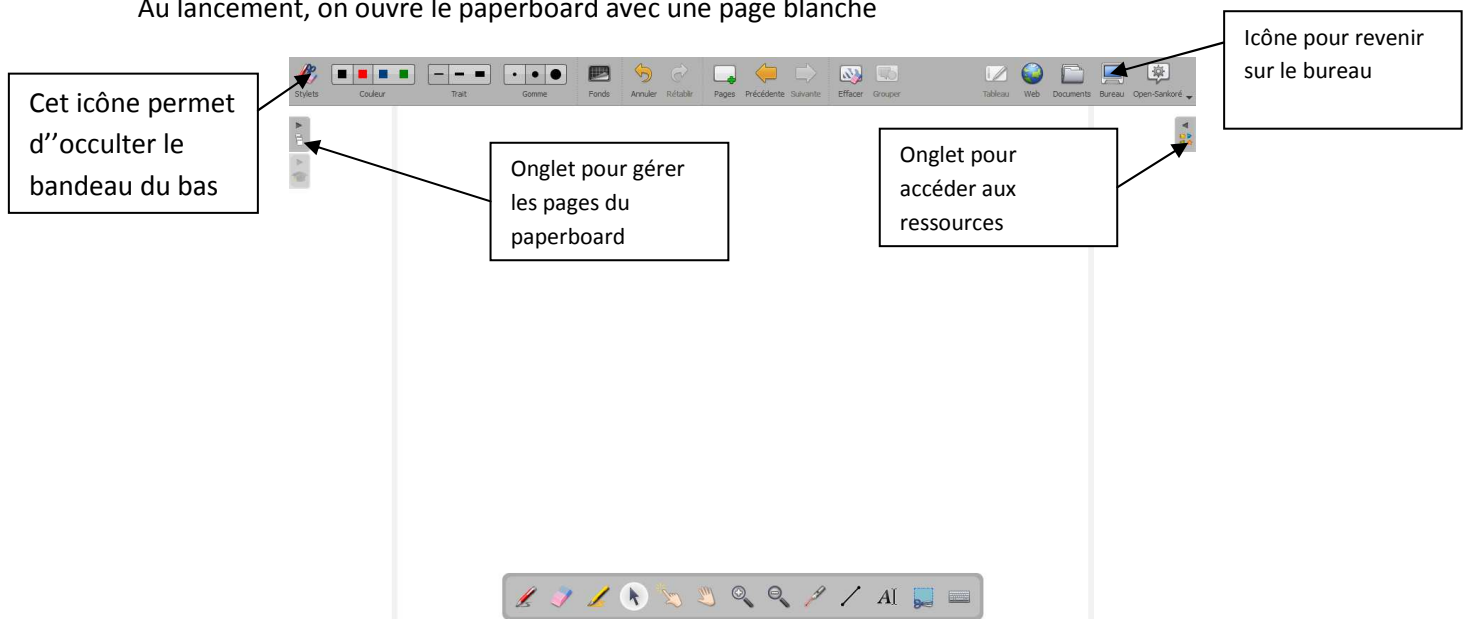 Au lancement, on ouvre le paperboard avec une page blanche
Icône pour revenir
sur le bureau
Cet icône permet
d’’occulter le
bandeau du bas
Stylets Couleur Trait Gomme Fonds Annuler Rétablir Pages Précédente Suivante Effacer Grouper Tableau Web Documents Bureau Open-Sankoré
Onglet pour gérer
les pages du
paperboard
Onglet pour
accéder aux
ressources
AI